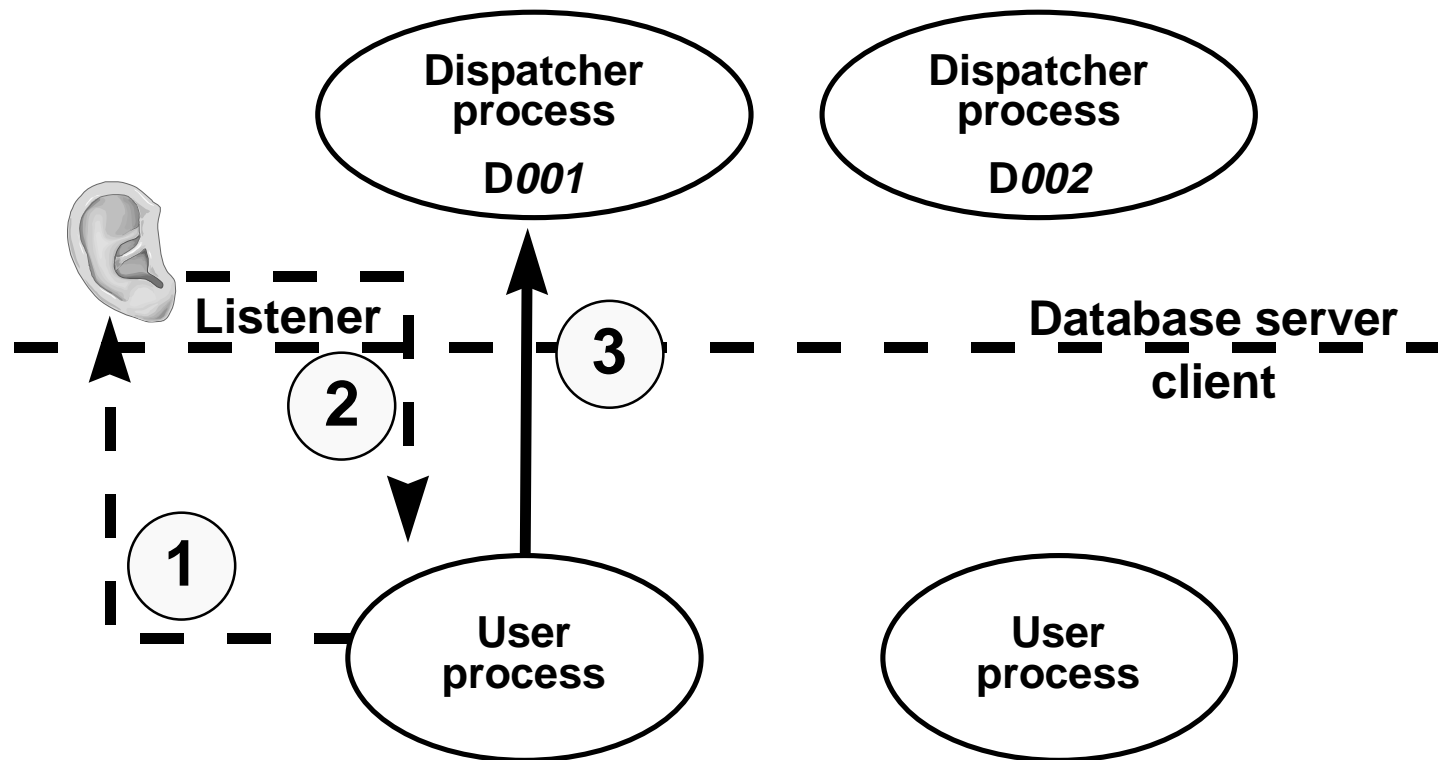 Dispatcher
process
D001
Dispatcher
process
D002
Listener
Database server
client
2
3
1
User
process
User
process